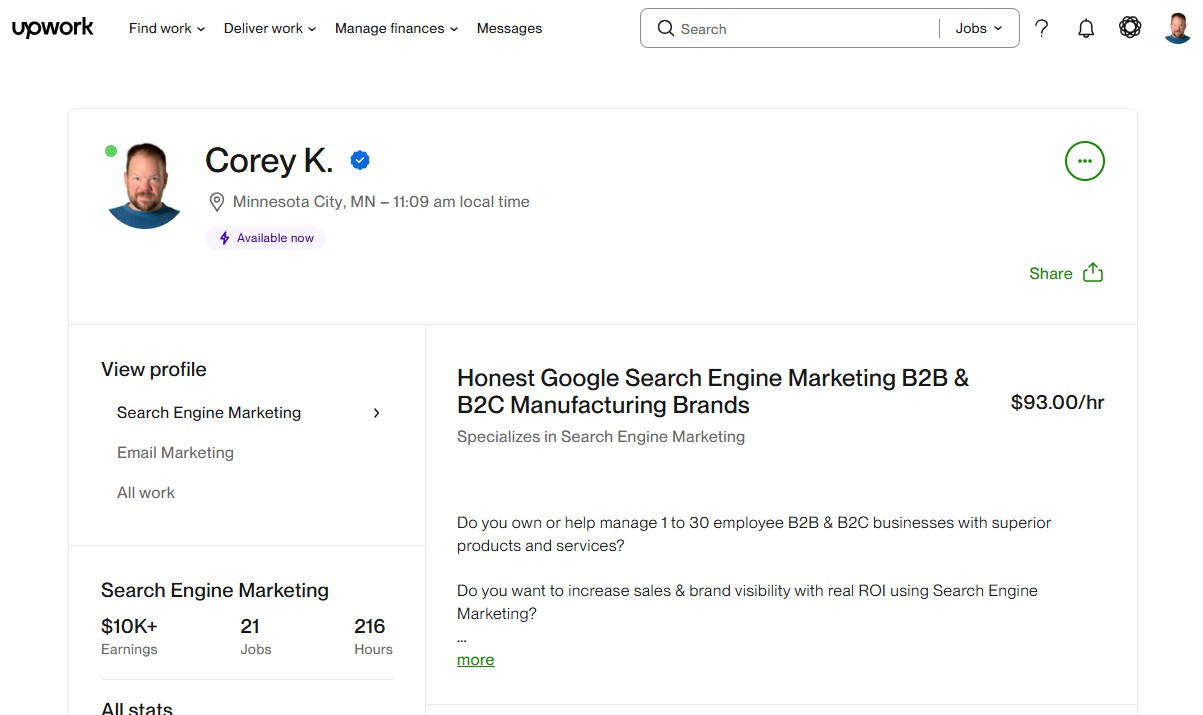 upwork
Find work
Deliver work
Manage finances
Messages
Search
Jobs
?
Corey K.
Minnesota City, MN – 11:09 am local time
Available now
Share
View profile
Search Engine Marketing
Email Marketing
All work
Search Engine Marketing
$10K+
Earnings
21
Jobs
216
Hours
All stats
Honest Google Search Engine Marketing B2B &
B2C Manufacturing Brands
$93.00/hr
Specializes in Search Engine Marketing
Do you own or help manage 1 to 30 employee B2B & B2C businesses with superior
products and services?
Do you want to increase sales & brand visibility with real ROI using Search Engine
Marketing?
...
more